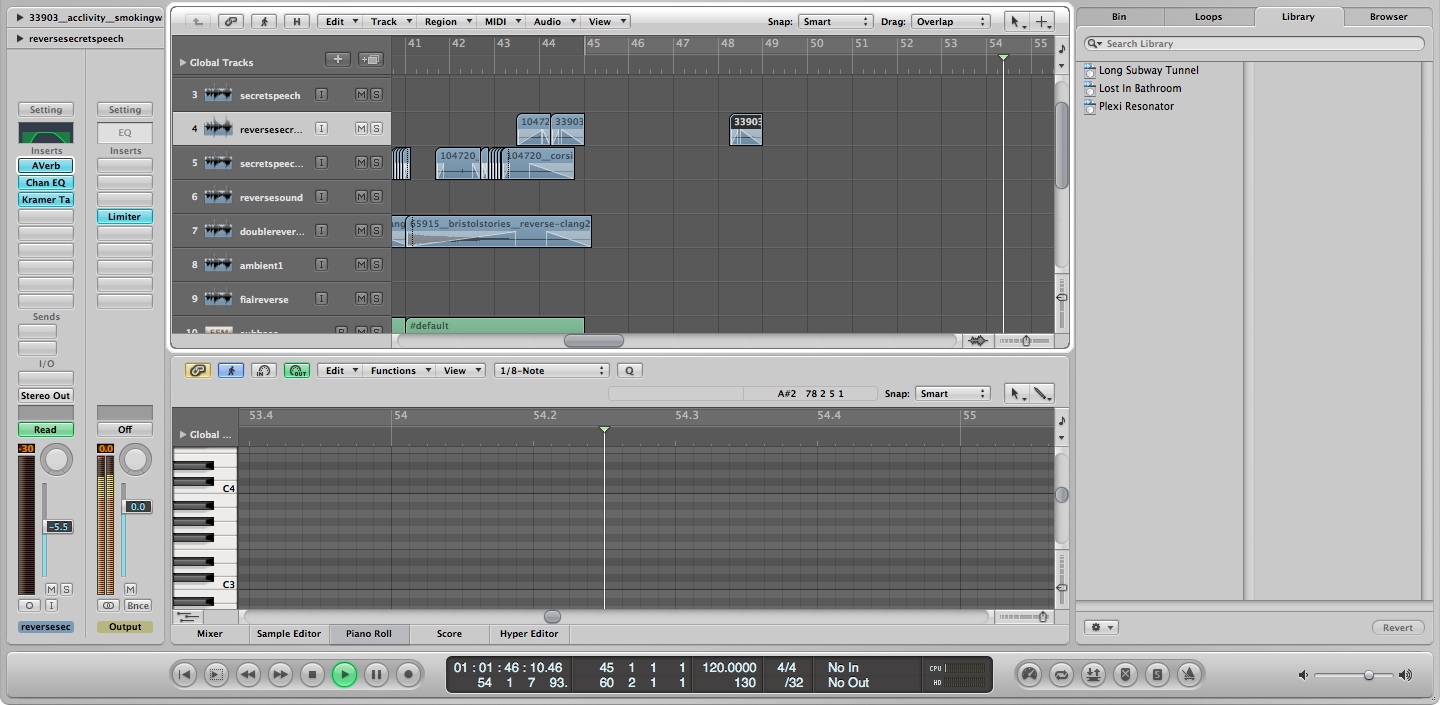 33903__acclivity__smokingw
reversesecretspeech
Setting
Setting
EQ
Inserts
Inserts
AVerb
Chan EQ
Kramer Ta
Limiter
Sends
I/O
Stereo Out
Read
Off
-30
0.0
0.0
-5.5
M S
M
O I
Bnce
reversesec
Output
H Edit Track Region MIDI Audio View
Snap: Smart Drag: Overlap
41 42 43 44 45 46 47 48 49 50 51 52 53 54 55
Global Tracks
3 secretspeech I M S
4 reversesecr... I M S
10472 33903 33903
5 secretspeec... I M S
104720_ 104720__corsi
6 reversesound I M S
7 doublerever... I M S
65915__bristolstories__reverse-clang2
8 ambient1 I M S
9 fialreverse I M S
#default
IN OUT Edit Functions View 1/8-Note Q
A#2 78 2 5 1 Snap: Smart
53.4 54 54.2 54.3 54.4 55
Global ...
C4
C3
Mixer Sample Editor Piano Roll Score Hyper Editor
Bin Loops Library Browser
Search Library
Long Subway Tunnel
Lost In Bathroom
Plexi Resonator
Revert
01 : 01 : 46 : 10.46 45 1 1 1 120.0000 4/4 No In CPU
54 1 7 93. 60 2 1 1 130 /32 No Out HD